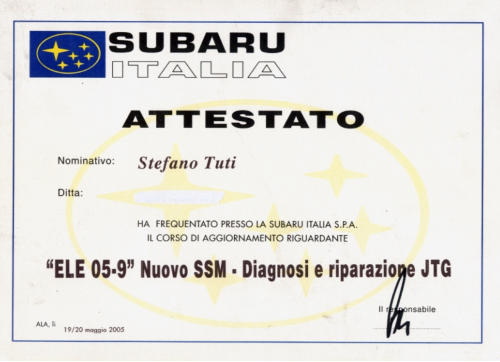 SUBARU
ITALIA
ATTESTATO
Nominativo: Stefano Tuti
Ditta:
HA FREQUENTATO PRESSO LA SUBARU ITALIA S.P.A.
IL CORSO DI AGGIORNAMENTO RIGUARDANTE
"ELE 05-9" Nuovo SSM - Diagnosi e riparazione JTG
Il responsabile
ALA, li 19/20 maggio 2005